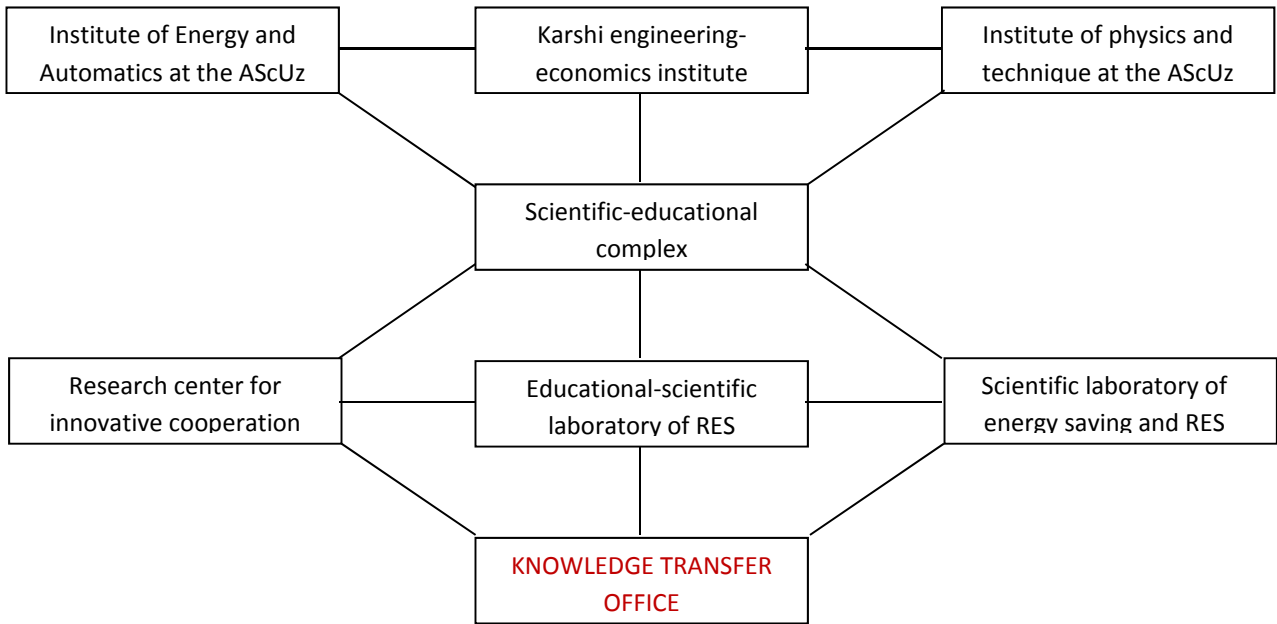 Institute of Energy and
Automatics at the AScUz
Karshi engineering-
economics institute
Institute of physics and
technique at the AScUz
Scientific-educational
complex
Research center for
innovative cooperation
Educational-scientific
laboratory of RES
Scientific laboratory of
energy saving and RES
KNOWLEDGE TRANSFER
OFFICE